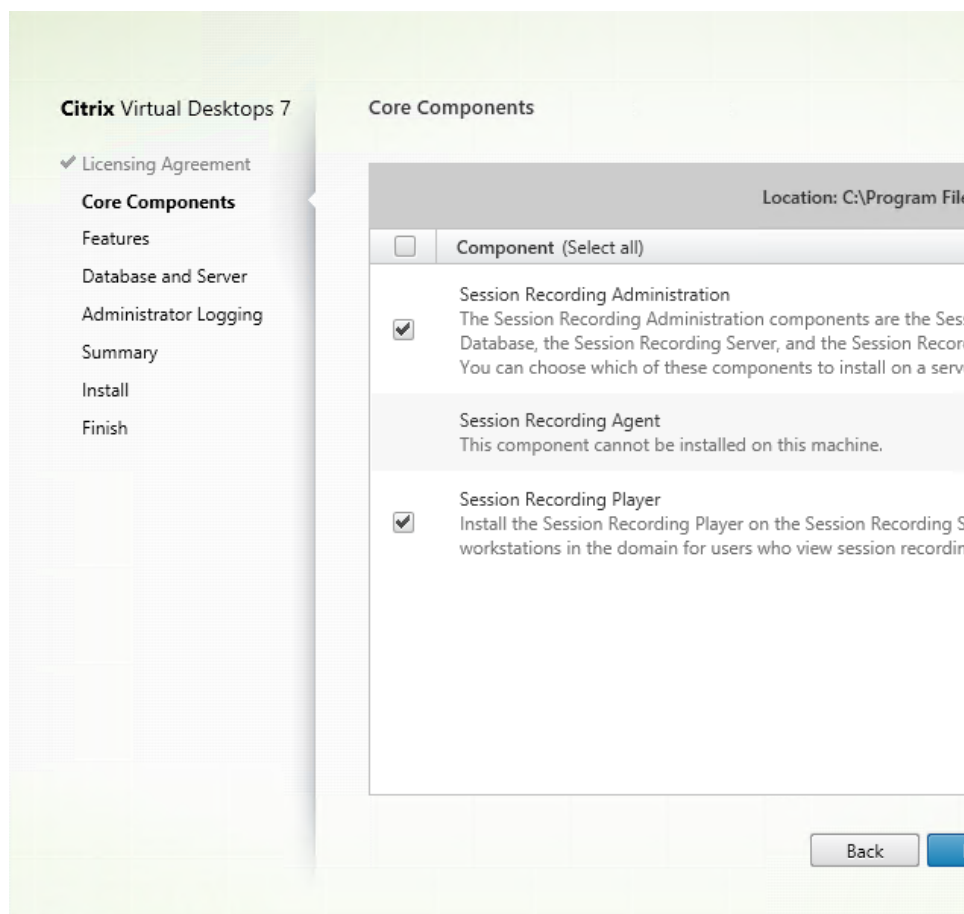 Citrix Virtual Desktops 7
Licensing Agreement
Core Components
Features
Database and Server
Administrator Logging
Summary
Install
Finish
Core Components
Location: C:\Program File
Component (Select all)
Session Recording Administration
The Session Recording Administration components are the Ses
Database, the Session Recording Server, and the Session Recor
You can choose which of these components to install on a serv
Session Recording Agent
This component cannot be installed on this machine.
Session Recording Player
Install the Session Recording Player on the Session Recording S
workstations in the domain for users who view session recordin
Back